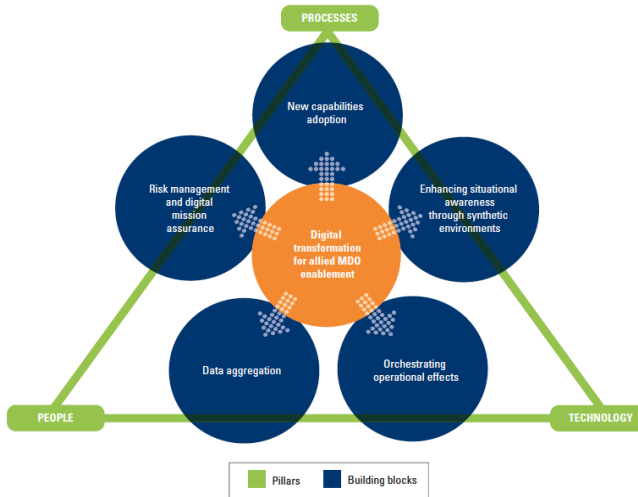 PROCESSES
New capabilities
adoption
Risk management
and digital
mission
assurance
Enhancing situational
awareness
through synthetic
environments
Digital
transformation
for allied MDO
enablement
Data aggregation
Orchestrating
operational effects
PEOPLE
TECHNOLOGY
Pillars
Building blocks